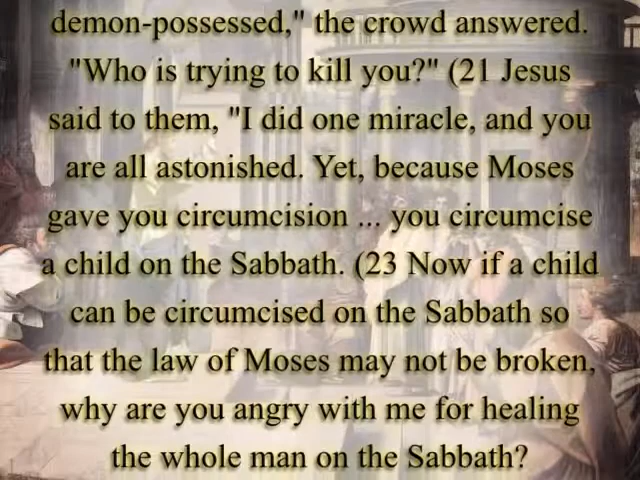 demon-possessed," the crowd answered.
"Who is trying to kill you?" (21 Jesus
said to them, "I did one miracle, and you
are all astonished. Yet, because Moses
gave you circumcision ... you circumcise
a child on the Sabbath. (23 Now if a child
can be circumcised on the Sabbath so
that the law of Moses may not be broken,
why are you angry with me for healing
the whole man on the Sabbath?